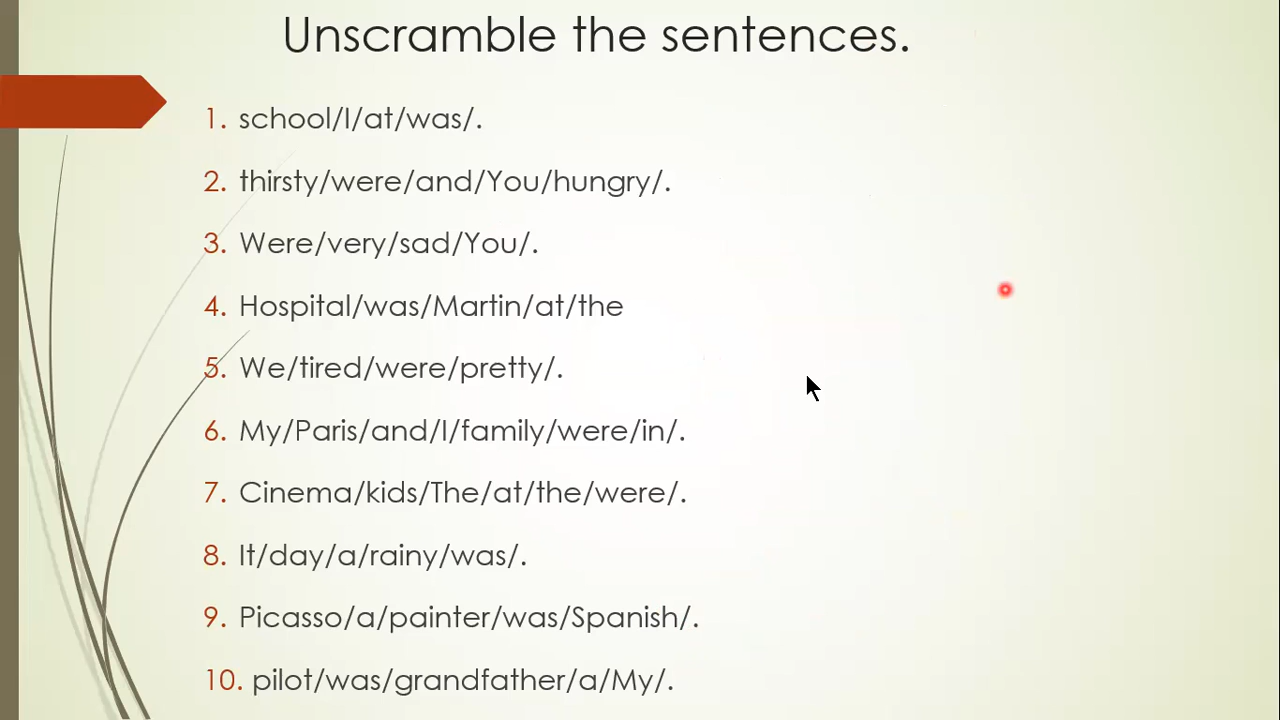 Unscramble the sentences.
1. school/I/at/was/.
2. thirsty/were/and/You/hungry/.
3. Were/very/sad/You/.
4. Hospital/was/Martin/at/the
5. We/tired/were/pretty/.
6. My/Paris/and/I/family/were/in/.
7. Cinema/kids/The/at/the/were/.
8. It/day/a/rainy/was/.
9. Picasso/a/painter/was/Spanish/.
10. pilot/was/grandfather/a/My/.